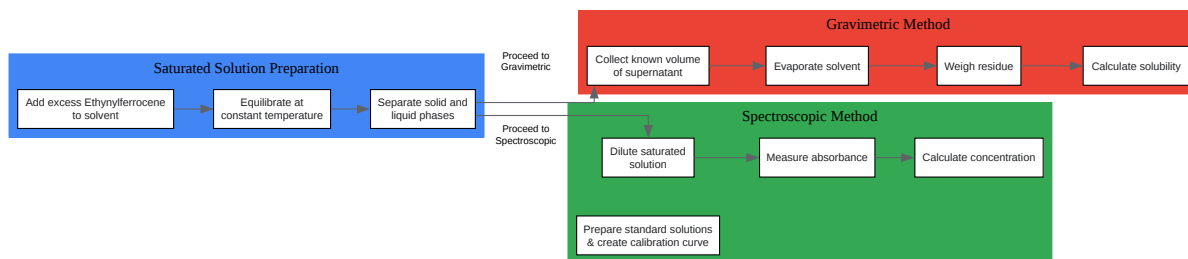 Saturated Solution Preparation
Add excess Ethynylferrocene
to solvent
Equilibrate at
constant temperature
Separate solid and
liquid phases
Proceed to
Gravimetric
Proceed to
Spectroscopic
Gravimetric Method
Collect known volume
of supernatant
Evaporate solvent
Weigh residue
Calculate solubility
Spectroscopic Method
Dilute saturated
solution
Measure absorbance
Calculate concentration
Prepare standard solutions
& create calibration curve